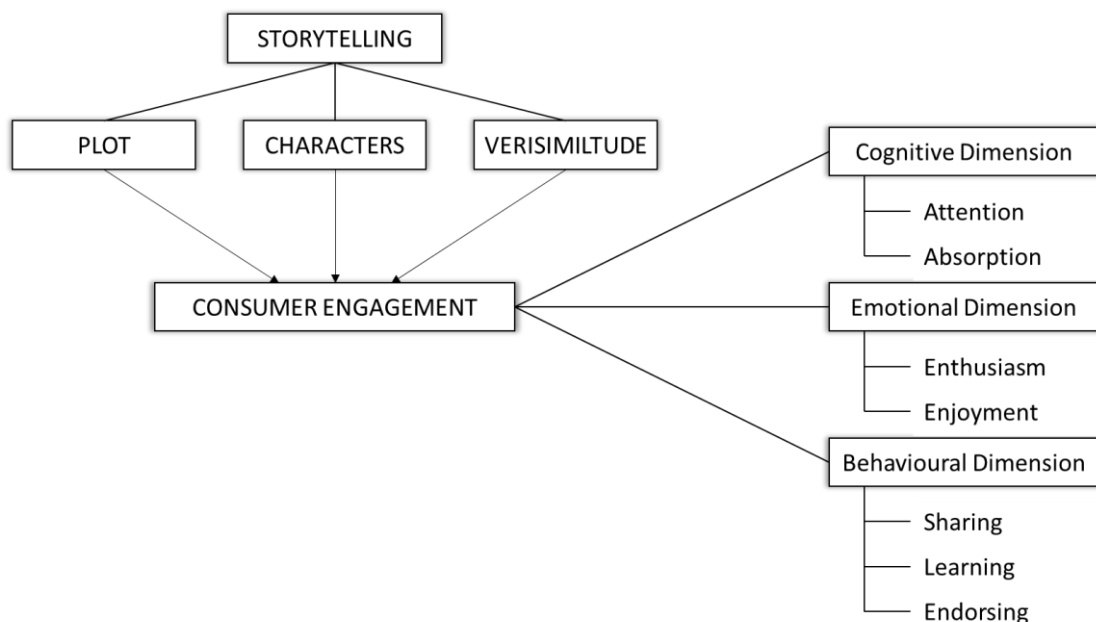 STORYTELLING
PLOT
CHARACTERS
VERISIMILTUDE
CONSUMER ENGAGEMENT
Cognitive Dimension
Attention
Absorption
Emotional Dimension
Enthusiasm
Enjoyment
Behavioural Dimension
Sharing
Learning
Endorsing